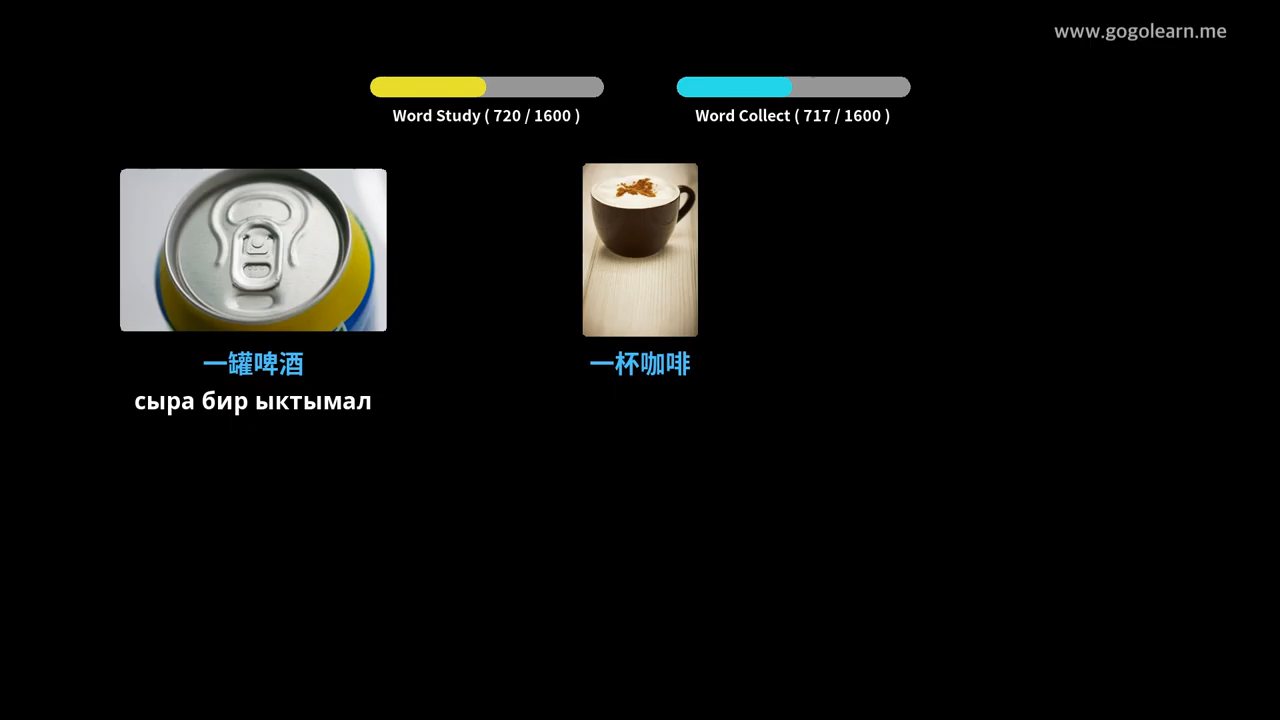 www.gogolearn.me
Word Study ( 720 / 1600 )
Word Collect ( 717 / 1600 )
一罐啤酒
сыра бир ыктымал
一杯咖啡